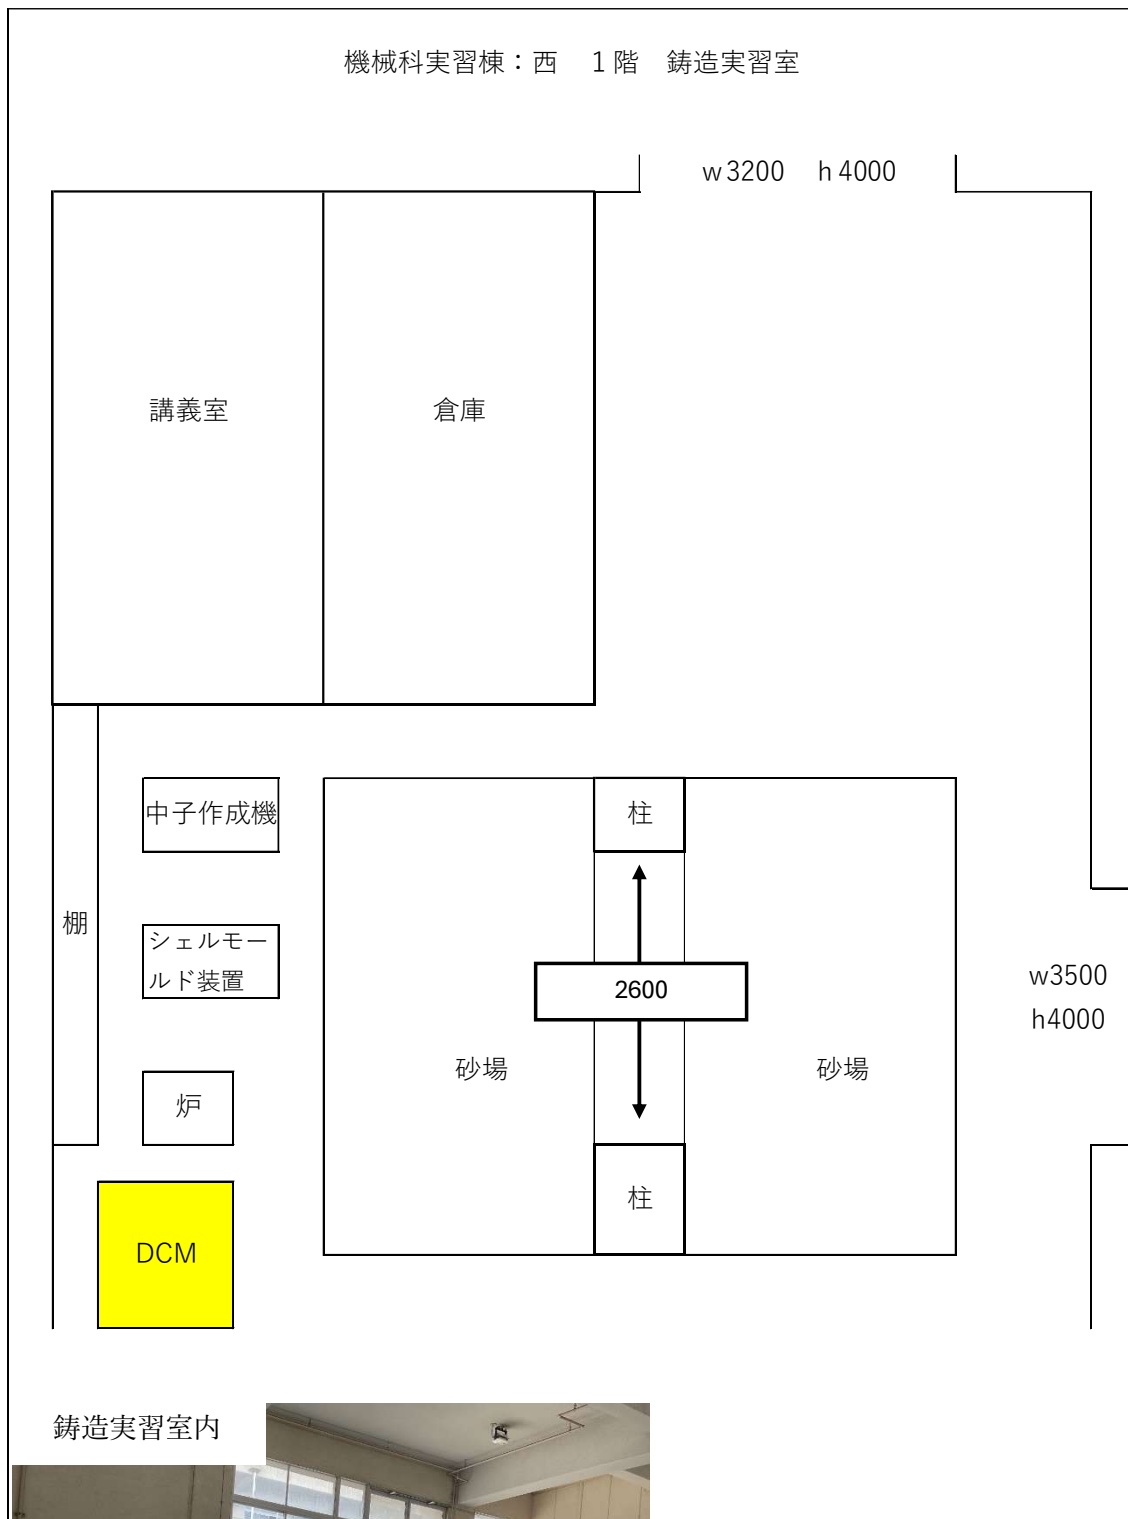 機械科実習棟：西　１階　鋳造実習室
ｗ3200　ｈ4000
講義室
倉庫
中子作成機
柱
棚
シェルモー
ルド装置
2600
w3500
h4000
砂場
砂場
炉
柱
DCM
鋳造実習室内